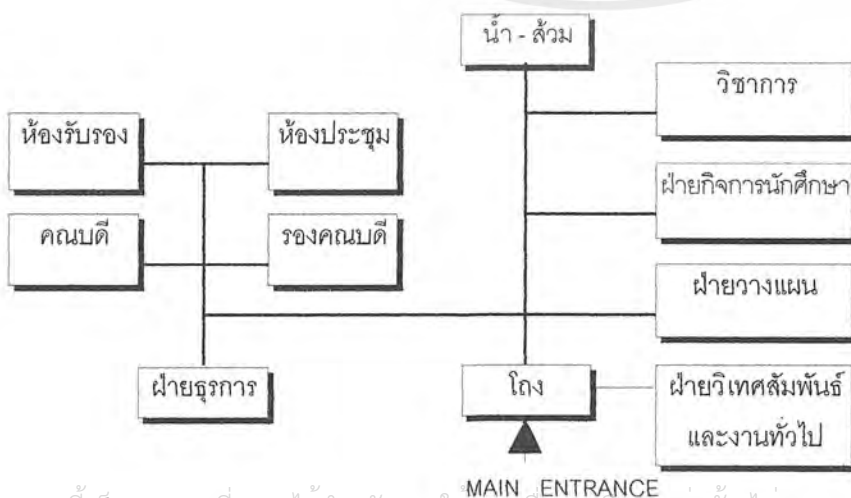 น้ำ - ส้วม
วิชาการ
ห้องรับรอง
ห้องประชุม
ฝ่ายกิจการนักศึกษา
คณบดี
รองคณบดี
ฝ่ายวางแผน
ฝ่ายธุรการ
โถง
ฝ่ายวิเทศสัมพันธ์
และงานทั่วไป
MAIN ENTRANCE